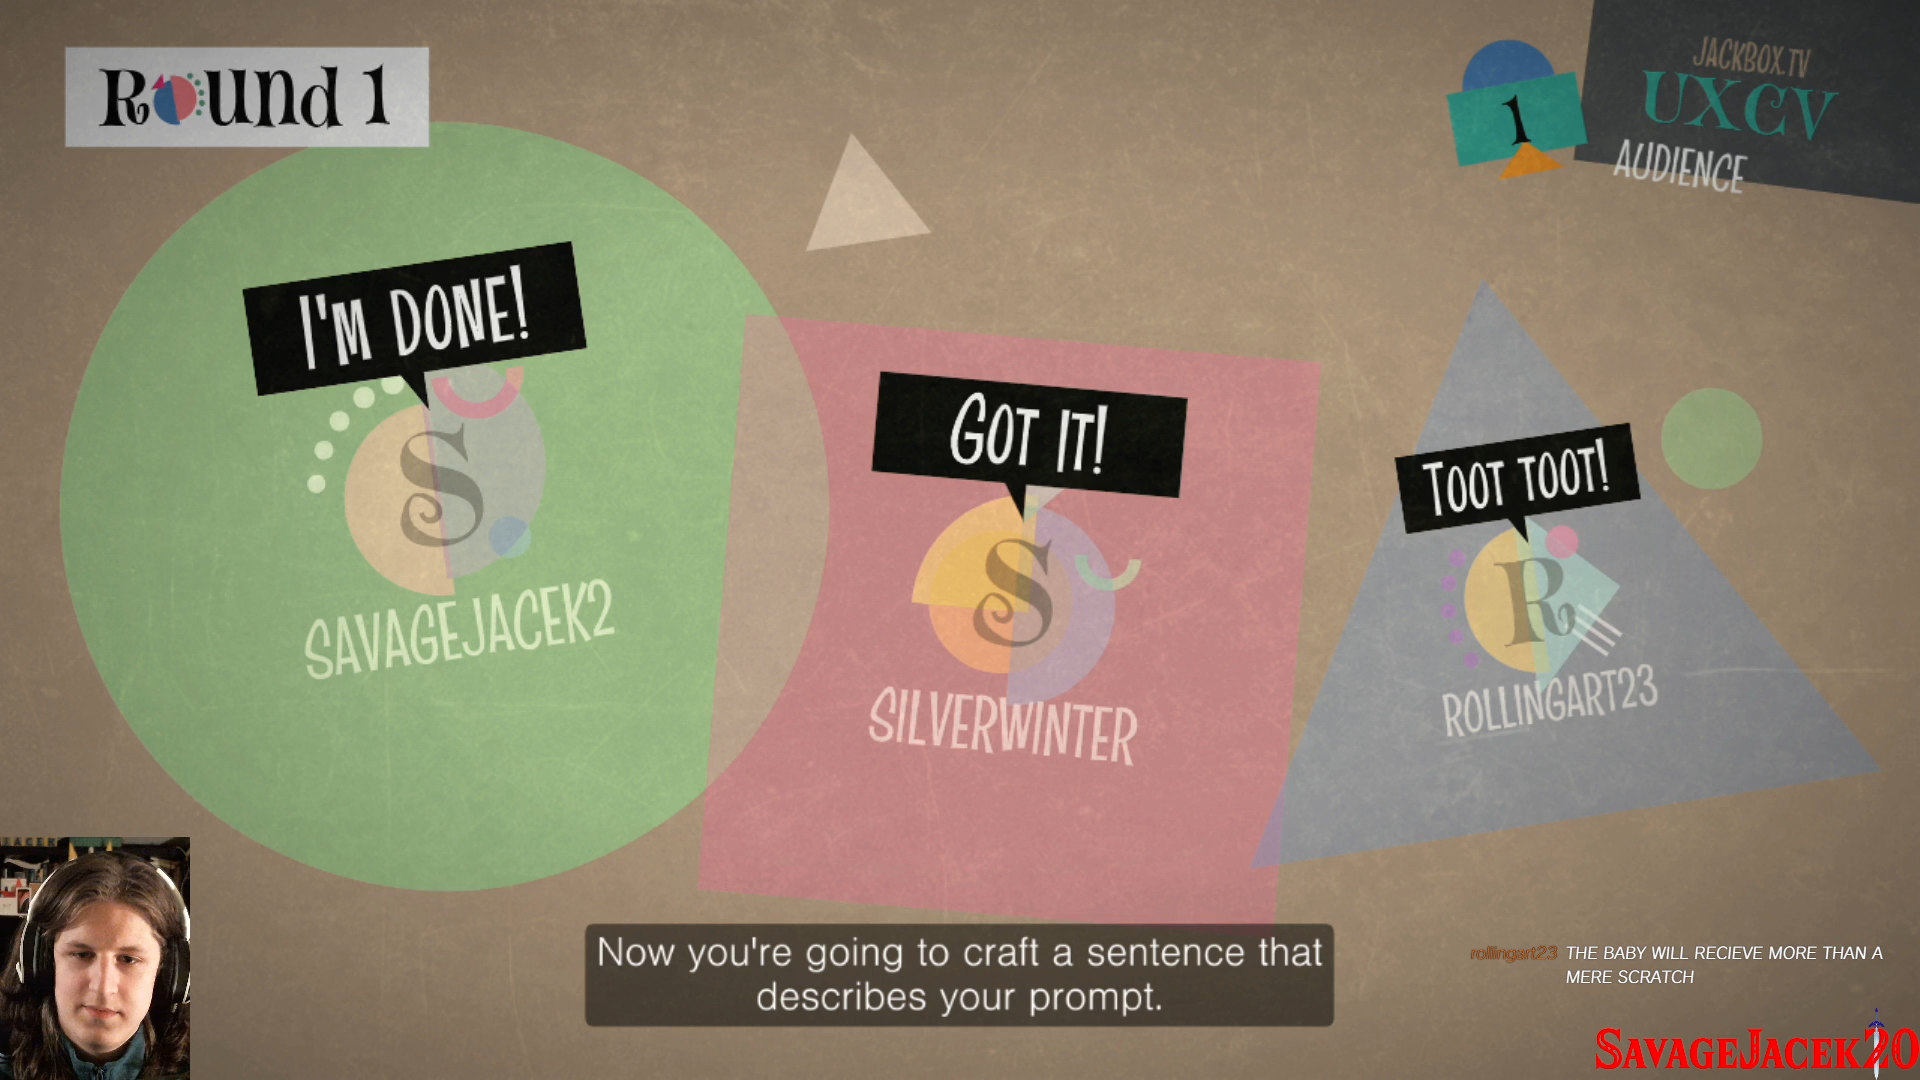 Round 1
JACKBOX.TV
UXCV
AUDIENCE
1
I'M DONE!
S
SAVAGEJACEK2
GOT IT!
S
SILVERWINTER
TOOT TOOT!
R
ROLLINGART23
Now you're going to craft a sentence that
describes your prompt.
rollingart23 THE BABY WILL RECIEVE MORE THAN A
MERE SCRATCH
SAVAGEJACEK20